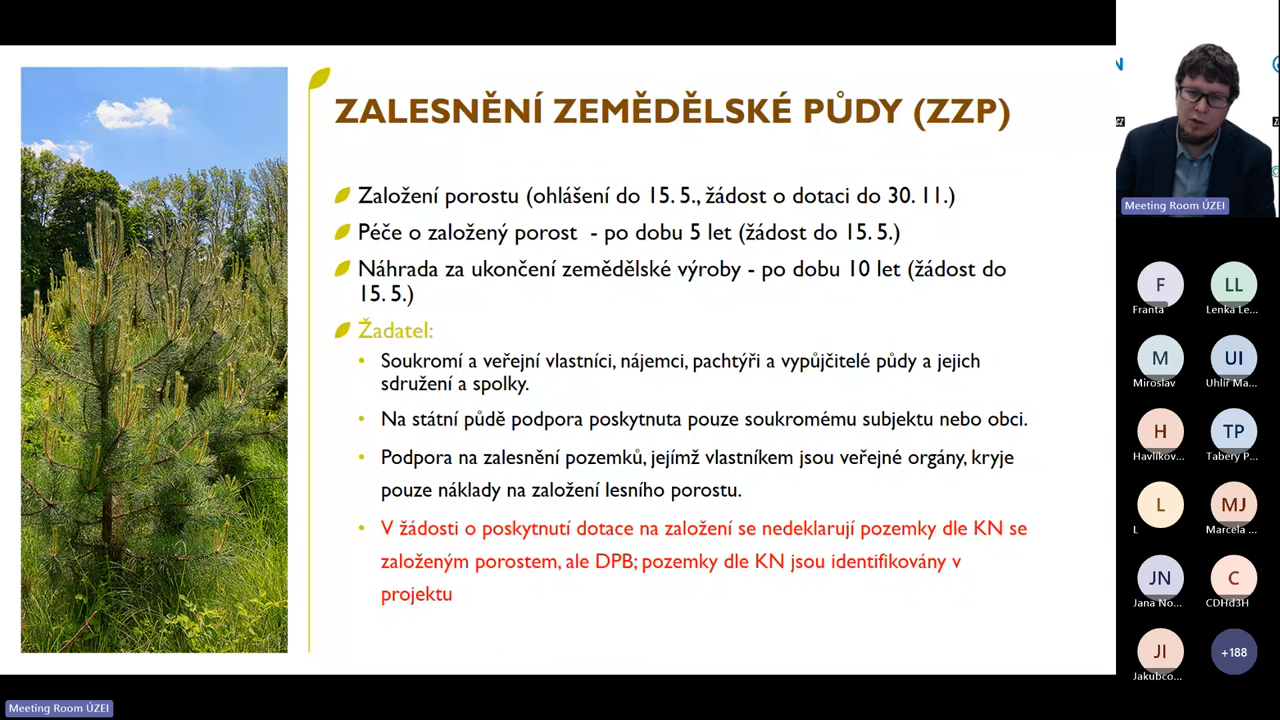 ZALESNĚNÍ ZEMĚDĚLSKÉ PŮDY (ZZP)
Založení porostu (ohlášení do 15. 5., žádost o dotaci do 30. 11.)
Péče o založený porost - po dobu 5 let (žádost do 15. 5.)
Náhrada za ukončení zemědělské výroby - po dobu 10 let (žádost do
15. 5.)
Žadatel:
Soukromí a veřejní vlastníci, nájemci, pachtýři a vypůjčitelé půdy a jejich
sdružení a spolky.
Na státní půdě podpora poskytnuta pouze soukromému subjektu nebo obci.
Podpora na zalesnění pozemků, jejímž vlastníkem jsou veřejné orgány, kryje
pouze náklady na založení lesního porostu.
V žádosti o poskytnutí dotace na založení se nedeklarují pozemky dle KN se
založeným porostem, ale DPB; pozemky dle KN jsou identifikovány v
projektu
Meeting Room ÚZEI
F LL
Franta Lenka Le...
M UI
Miroslav Uhlíř Ma...
H TP
Havlíkov... Tabery P...
L MJ
L Marcela ...
JN C
Jana No... CDHd3H
JI +188
Jakubco...
Meeting Room ÚZEI